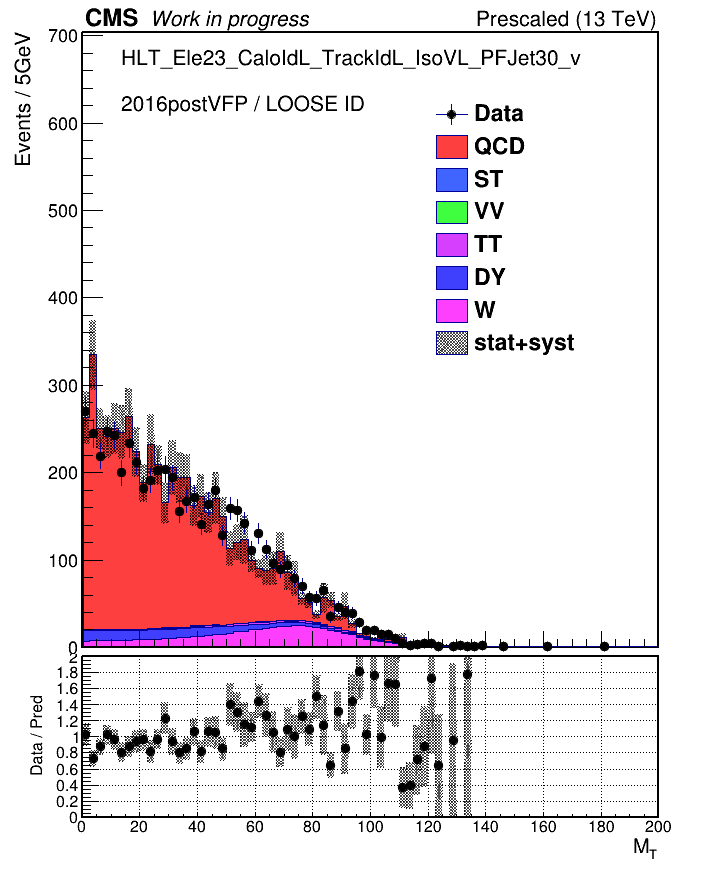 CMS Work in progress Prescaled (13 TeV)
Events / 5GeV
HLT_Ele23_CaloIdL_TrackIdL_IsoVL_PFJet30_v
2016postVFP / LOOSE ID
Data
QCD
ST
VV
TT
DY
W
stat+syst
700
600
500
400
300
200
100
0
Data / Pred
2
1.8
1.6
1.4
1.2
1
0.8
0.6
0.4
0.2
0
0 20 40 60 80 100 120 140 160 180 200
M_T